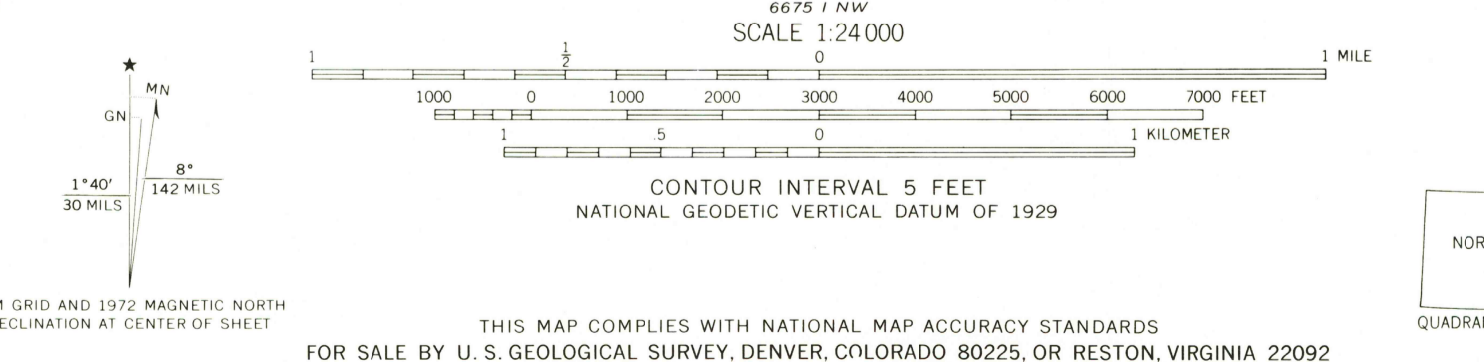 6675 I NW
SCALE 1:24 000
1 ½ 0 1 MILE
1000 0 1000 2000 3000 4000 5000 6000 7000 FEET
1 .5 0 1 KILOMETER
CONTOUR INTERVAL 5 FEET
NATIONAL GEODETIC VERTICAL DATUM OF 1929
★
MN
GN
1°40′
30 MILS
8°
142 MILS
GRID AND 1972 MAGNETIC NORTH
ECLINATION AT CENTER OF SHEET
THIS MAP COMPLIES WITH NATIONAL MAP ACCURACY STANDARDS
FOR SALE BY U. S. GEOLOGICAL SURVEY, DENVER, COLORADO 80225, OR RESTON, VIRGINIA 22092
NOR
QUADRA